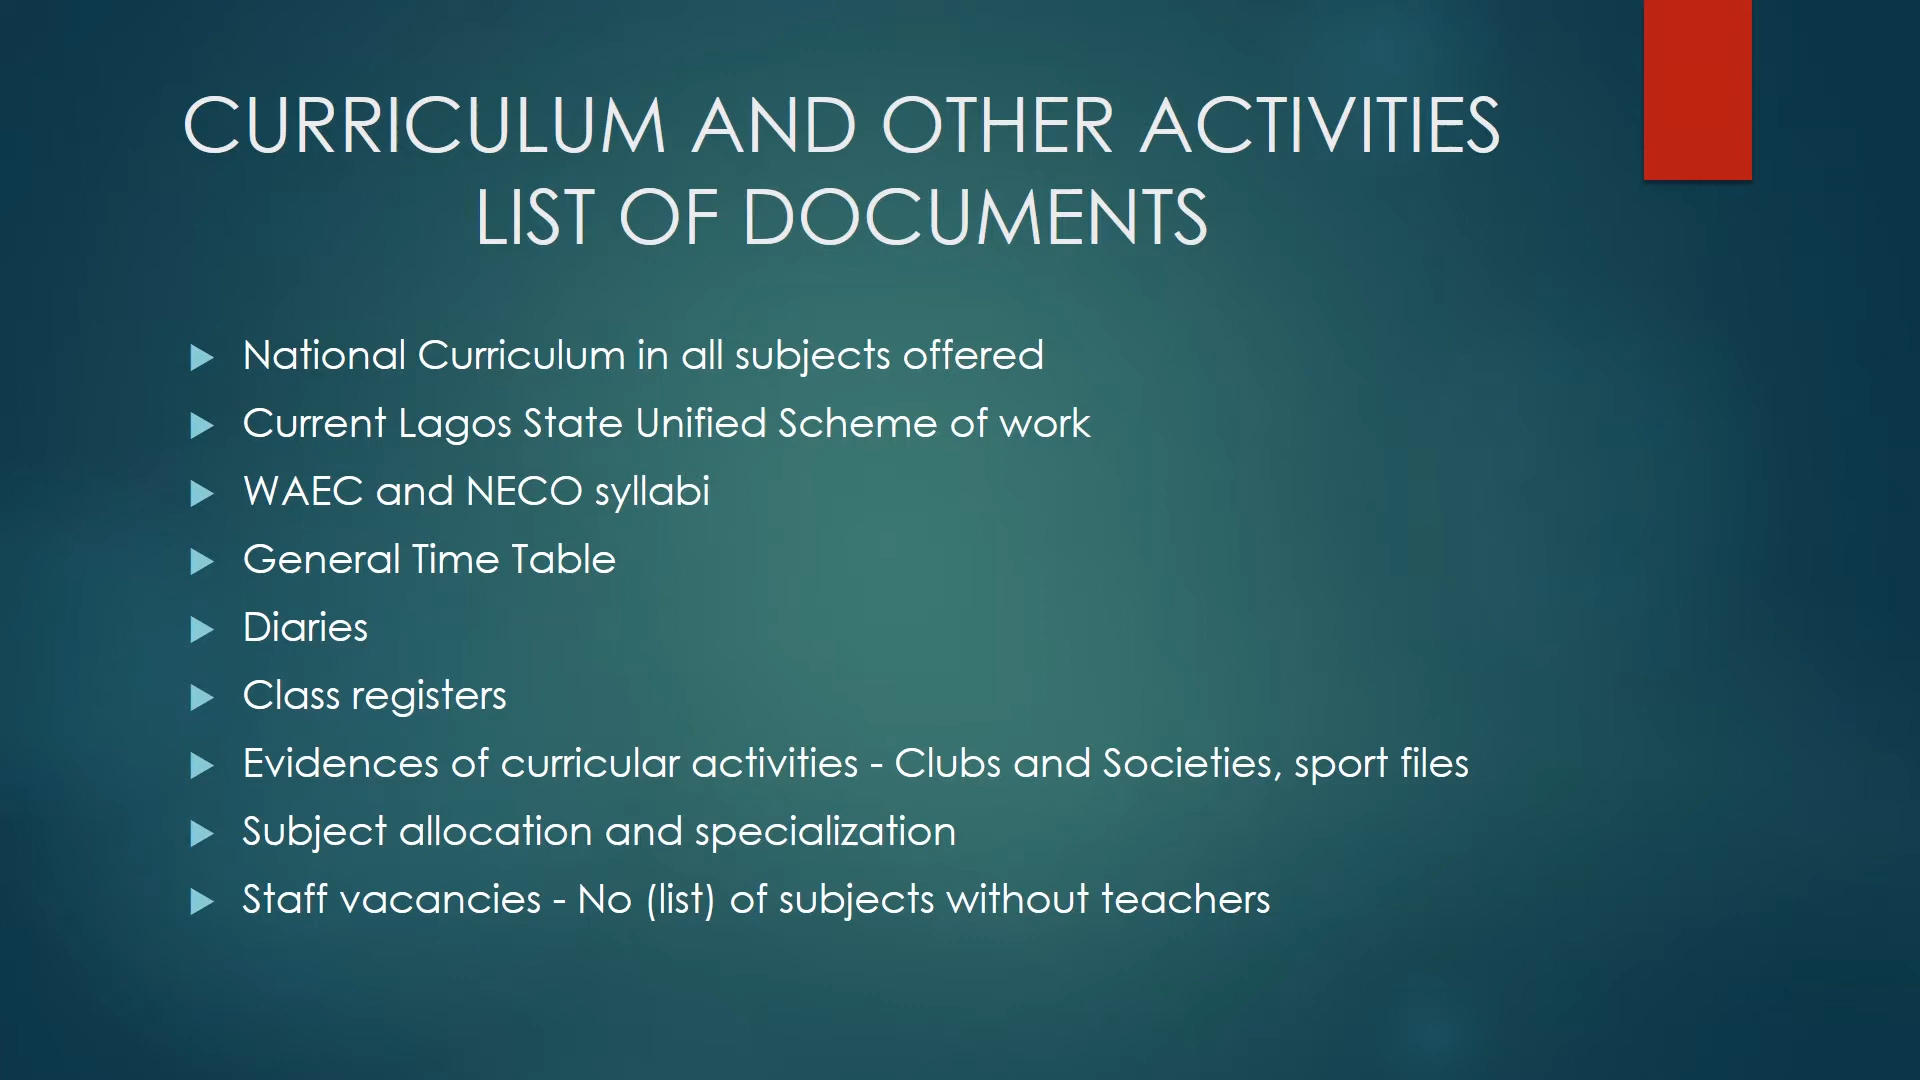 CURRICULUM AND OTHER ACTIVITIES
LIST OF DOCUMENTS
National Curriculum in all subjects offered
Current Lagos State Unified Scheme of work
WAEC and NECO syllabi
General Time Table
Diaries
Class registers
Evidences of curricular activities - Clubs and Societies, sport files
Subject allocation and specialization
Staff vacancies - No (list) of subjects without teachers